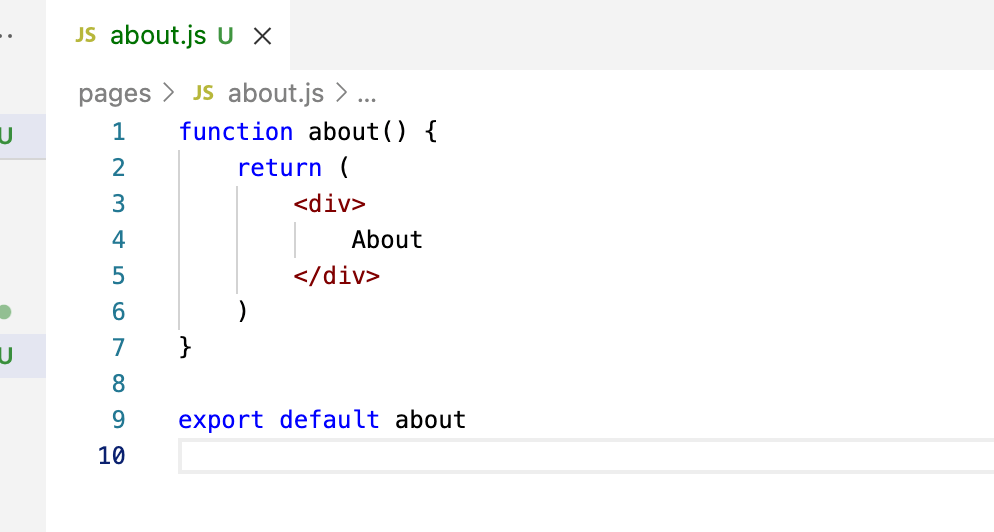 JS about.js U
pages > JS about.js > ...
1 function about() {
2     return (
U
3         <div>
4             About
5         </div>
6     )
7 }
U
8
9 export default about
10